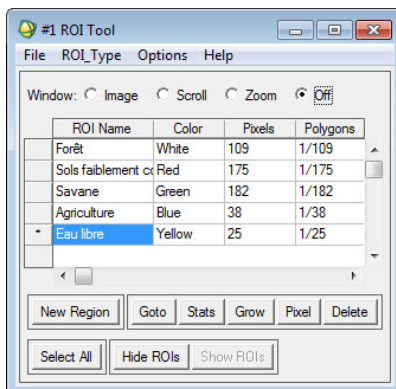 #1 ROI Tool
File ROI_Type Options Help
Window: Image Scroll Zoom Off
ROI Name Color Pixels Polygons
Forêt White 109 1/109
Sols faiblement cc Red 175 1/175
Savane Green 182 1/182
Agriculture Blue 38 1/38
* Eau libre Yellow 25 1/25
New Region Goto Stats Grow Pixel Delete
Select All Hide ROIs Show ROIs